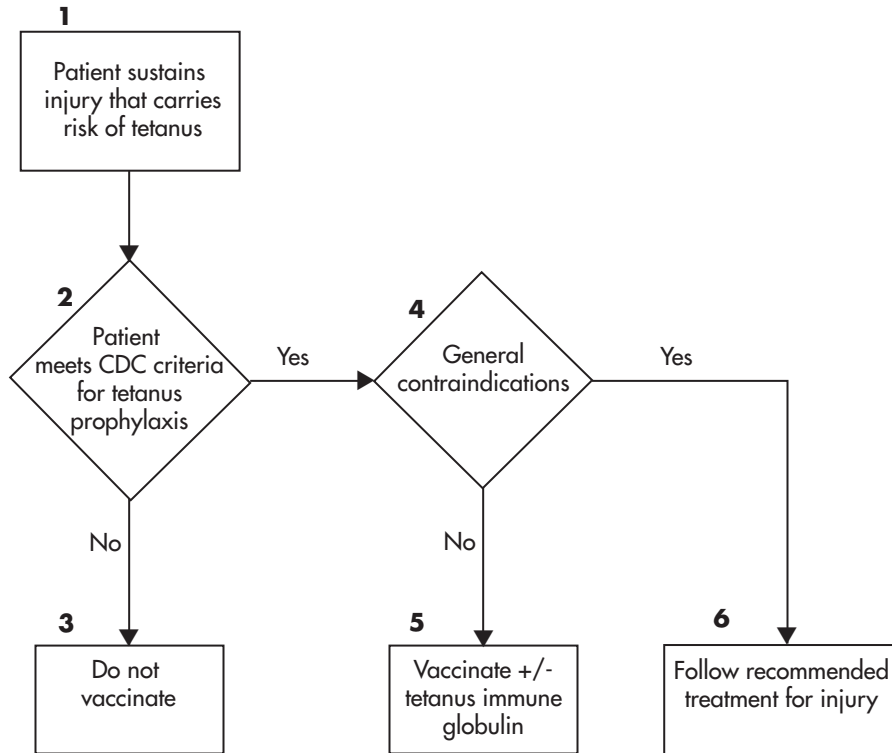 1
Patient sustains
injury that carries
risk of tetanus
2
Patient
meets CDC criteria
for tetanus
prophylaxis
Yes
4
General
contraindications
Yes
No
No
3
Do not
vaccinate
5
Vaccinate +/-
tetanus immune
globulin
6
Follow recommended
treatment for injury